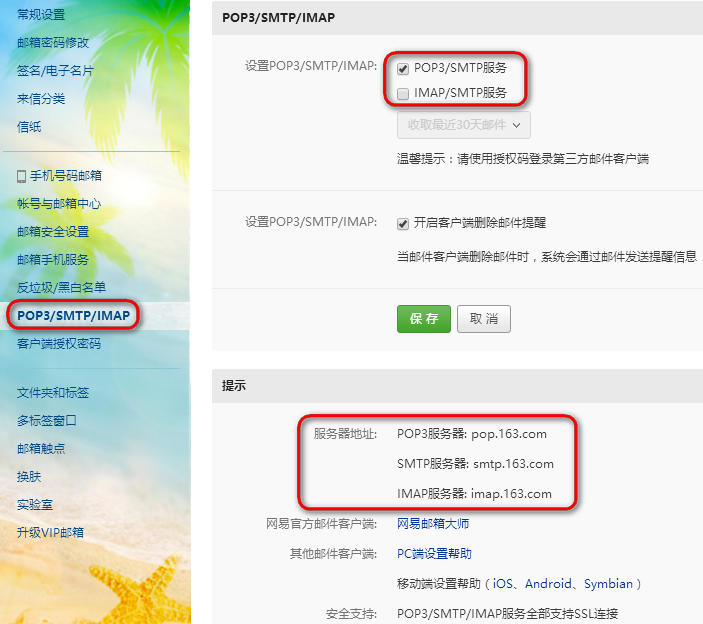 常规设置
邮箱密码修改
签名/电子名片
来信分类
信纸
手机号码邮箱
帐号与邮箱中心
邮箱安全设置
邮箱手机服务
反垃圾/黑白名单
POP3/SMTP/IMAP
客户端授权密码
文件夹和标签
多标签窗口
邮箱触点
换肤
实验室
升级VIP邮箱
POP3/SMTP/IMAP
设置POP3/SMTP/IMAP: POP3/SMTP服务
IMAP/SMTP服务
收取最近30天邮件
温馨提示：请使用授权码登录第三方邮件客户端
设置POP3/SMTP/IMAP: 开启客户端删除邮件提醒
当邮件客户端删除邮件时，系统会通过邮件发送提醒信息
保 存 取 消
提示
服务器地址: POP3服务器: pop.163.com
SMTP服务器: smtp.163.com
IMAP服务器: imap.163.com
网易官方邮件客户端: 网易邮箱大师
其他邮件客户端: PC端设置帮助
移动端设置帮助（iOS、Android、Symbian）
安全支持: POP3/SMTP/IMAP服务全部支持SSL连接